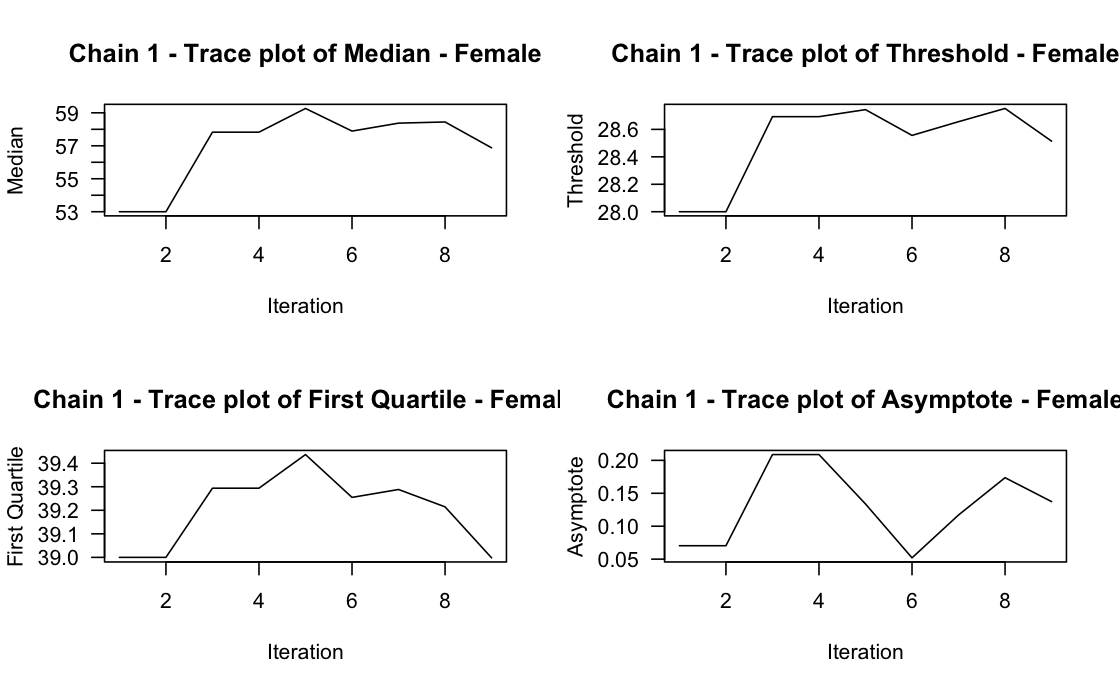 Chain 1 - Trace plot of Median - Female
Median
59
57
55
53
2 4 6 8
Iteration
Chain 1 - Trace plot of Threshold - Female
Threshold
28.6
28.4
28.2
28.0
2 4 6 8
Iteration
Chain 1 - Trace plot of First Quartile - Femal
First Quartile
39.4
39.3
39.2
39.1
39.0
2 4 6 8
Iteration
Chain 1 - Trace plot of Asymptote - Female
Asymptote
0.20
0.15
0.10
0.05
2 4 6 8
Iteration